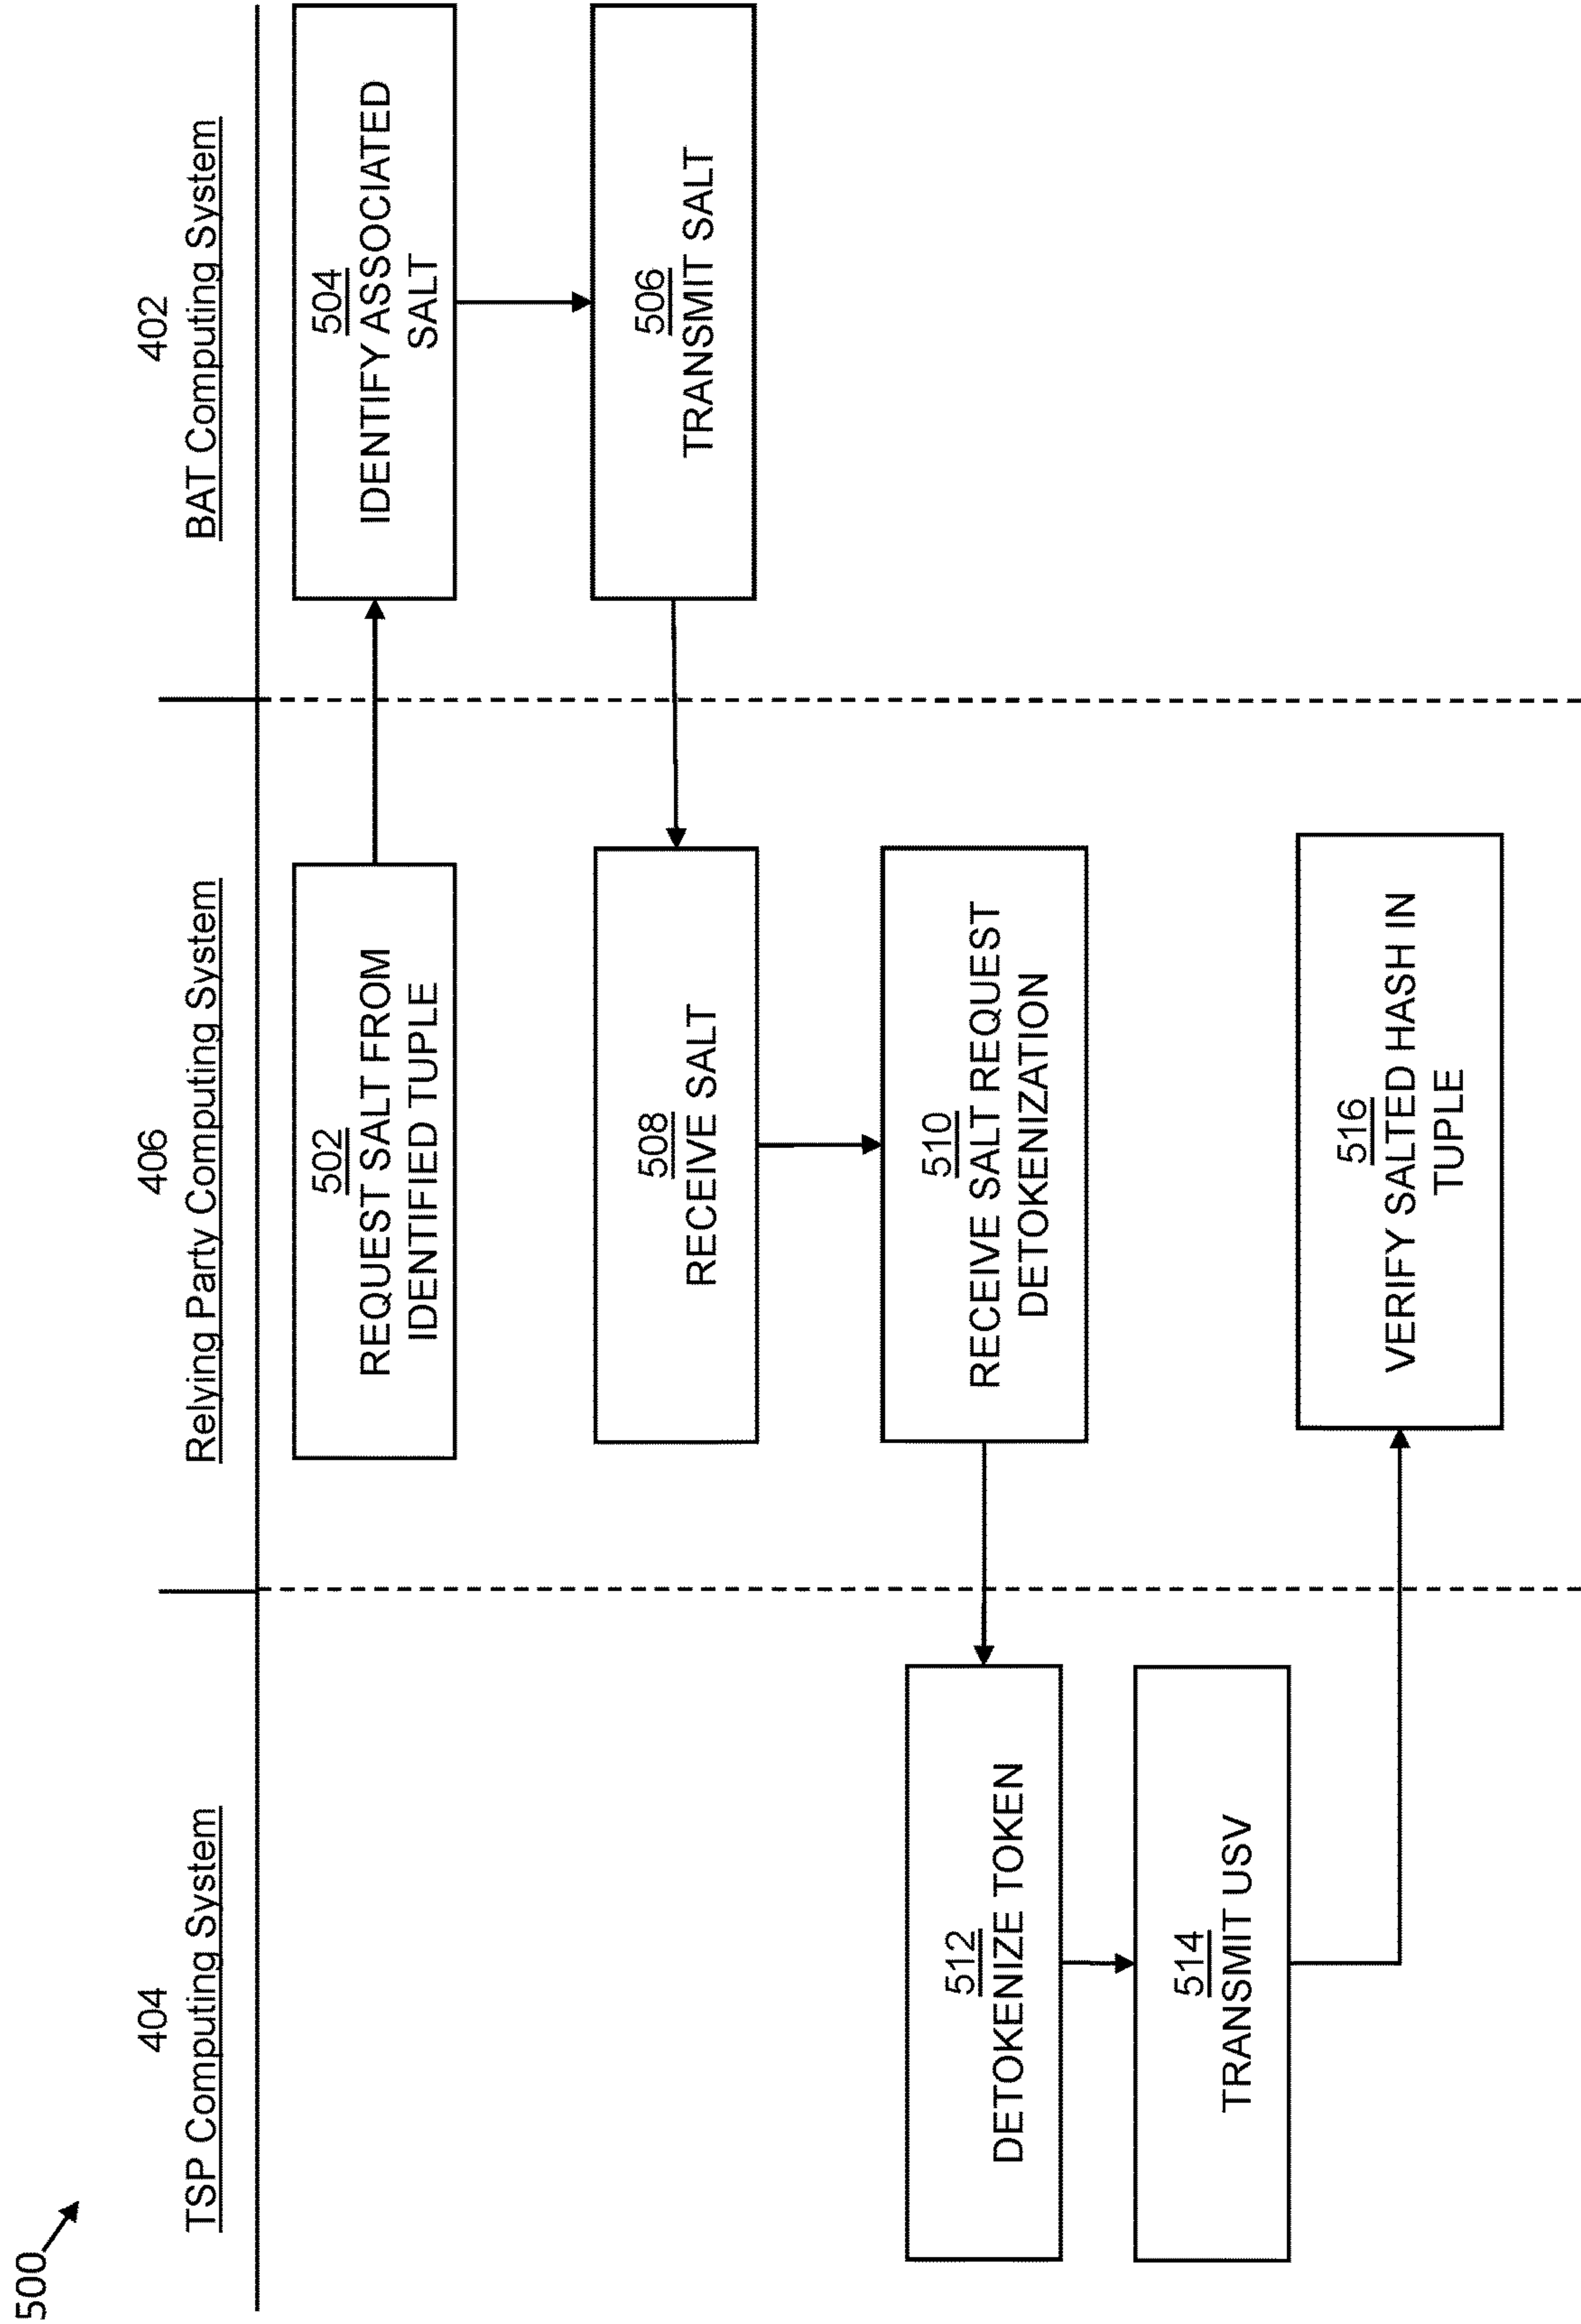 500
404
TSP Computing System
406
Relying Party Computing System
402
BAT Computing System
502
REQUEST SALT FROM
IDENTIFIED TUPLE
504
IDENTIFY ASSOCIATED
SALT
506
TRANSMIT SALT
508
RECEIVE SALT
510
RECEIVE SALT REQUEST
DETOKENIZATION
512
DETOKENIZE TOKEN
514
TRANSMIT USV
516
VERIFY SALTED HASH IN
TUPLE